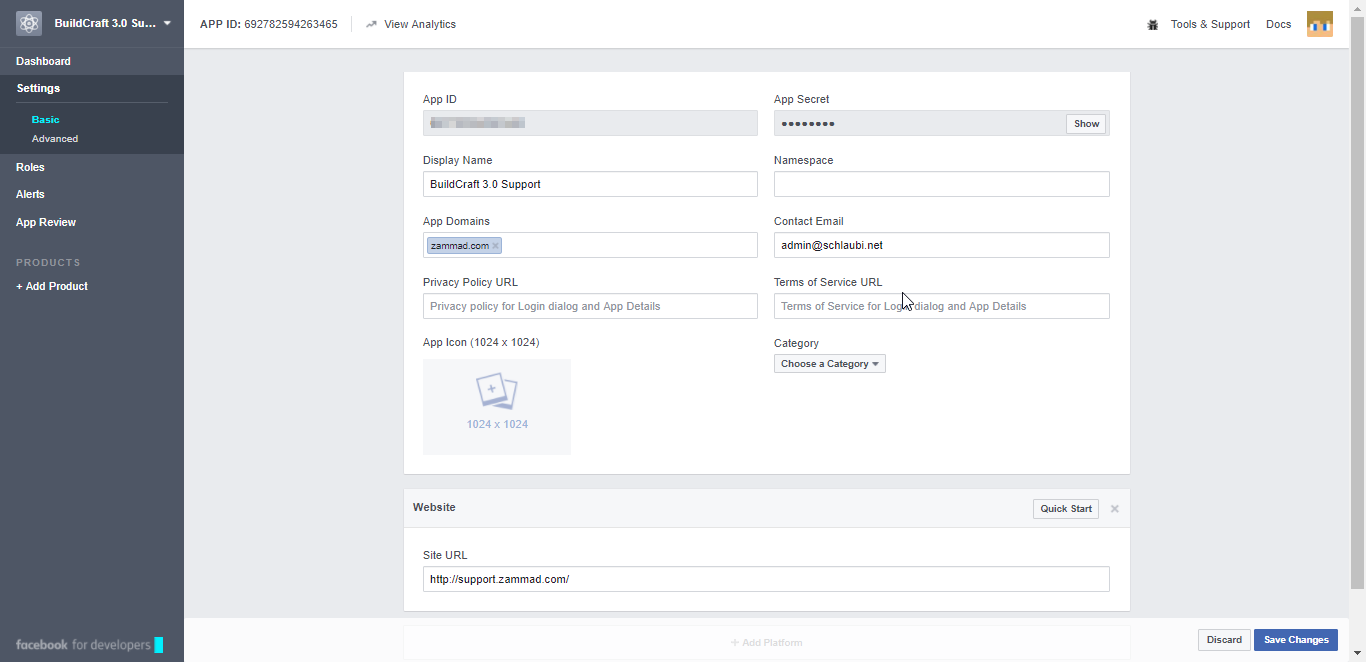 BuildCraft 3.0 Su...
APP ID: 692782594263465
View Analytics
Tools & Support
Docs
Dashboard
Settings
Basic
Advanced
Roles
Alerts
App Review
PRODUCTS
+ Add Product
facebook for developers
App ID
App Secret
●●●●●●●●
Show
Display Name
Namespace
BuildCraft 3.0 Support
App Domains
Contact Email
zammad.com ×
admin@schlaubi.net
Privacy Policy URL
Terms of Service URL
Privacy policy for Login dialog and App Details
Terms of Service for Login dialog and App Details
App Icon (1024 x 1024)
Category
Choose a Category
1024 x 1024
Website
Quick Start
×
Site URL
http://support.zammad.com/
+ Add Platform
Discard
Save Changes